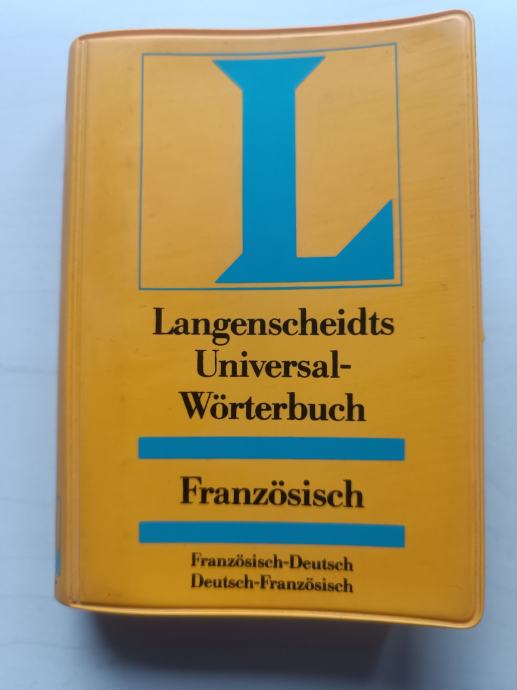 L
Langenscheidts
Universal-
Wörterbuch
Französisch
Französisch-Deutsch
Deutsch-Französisch